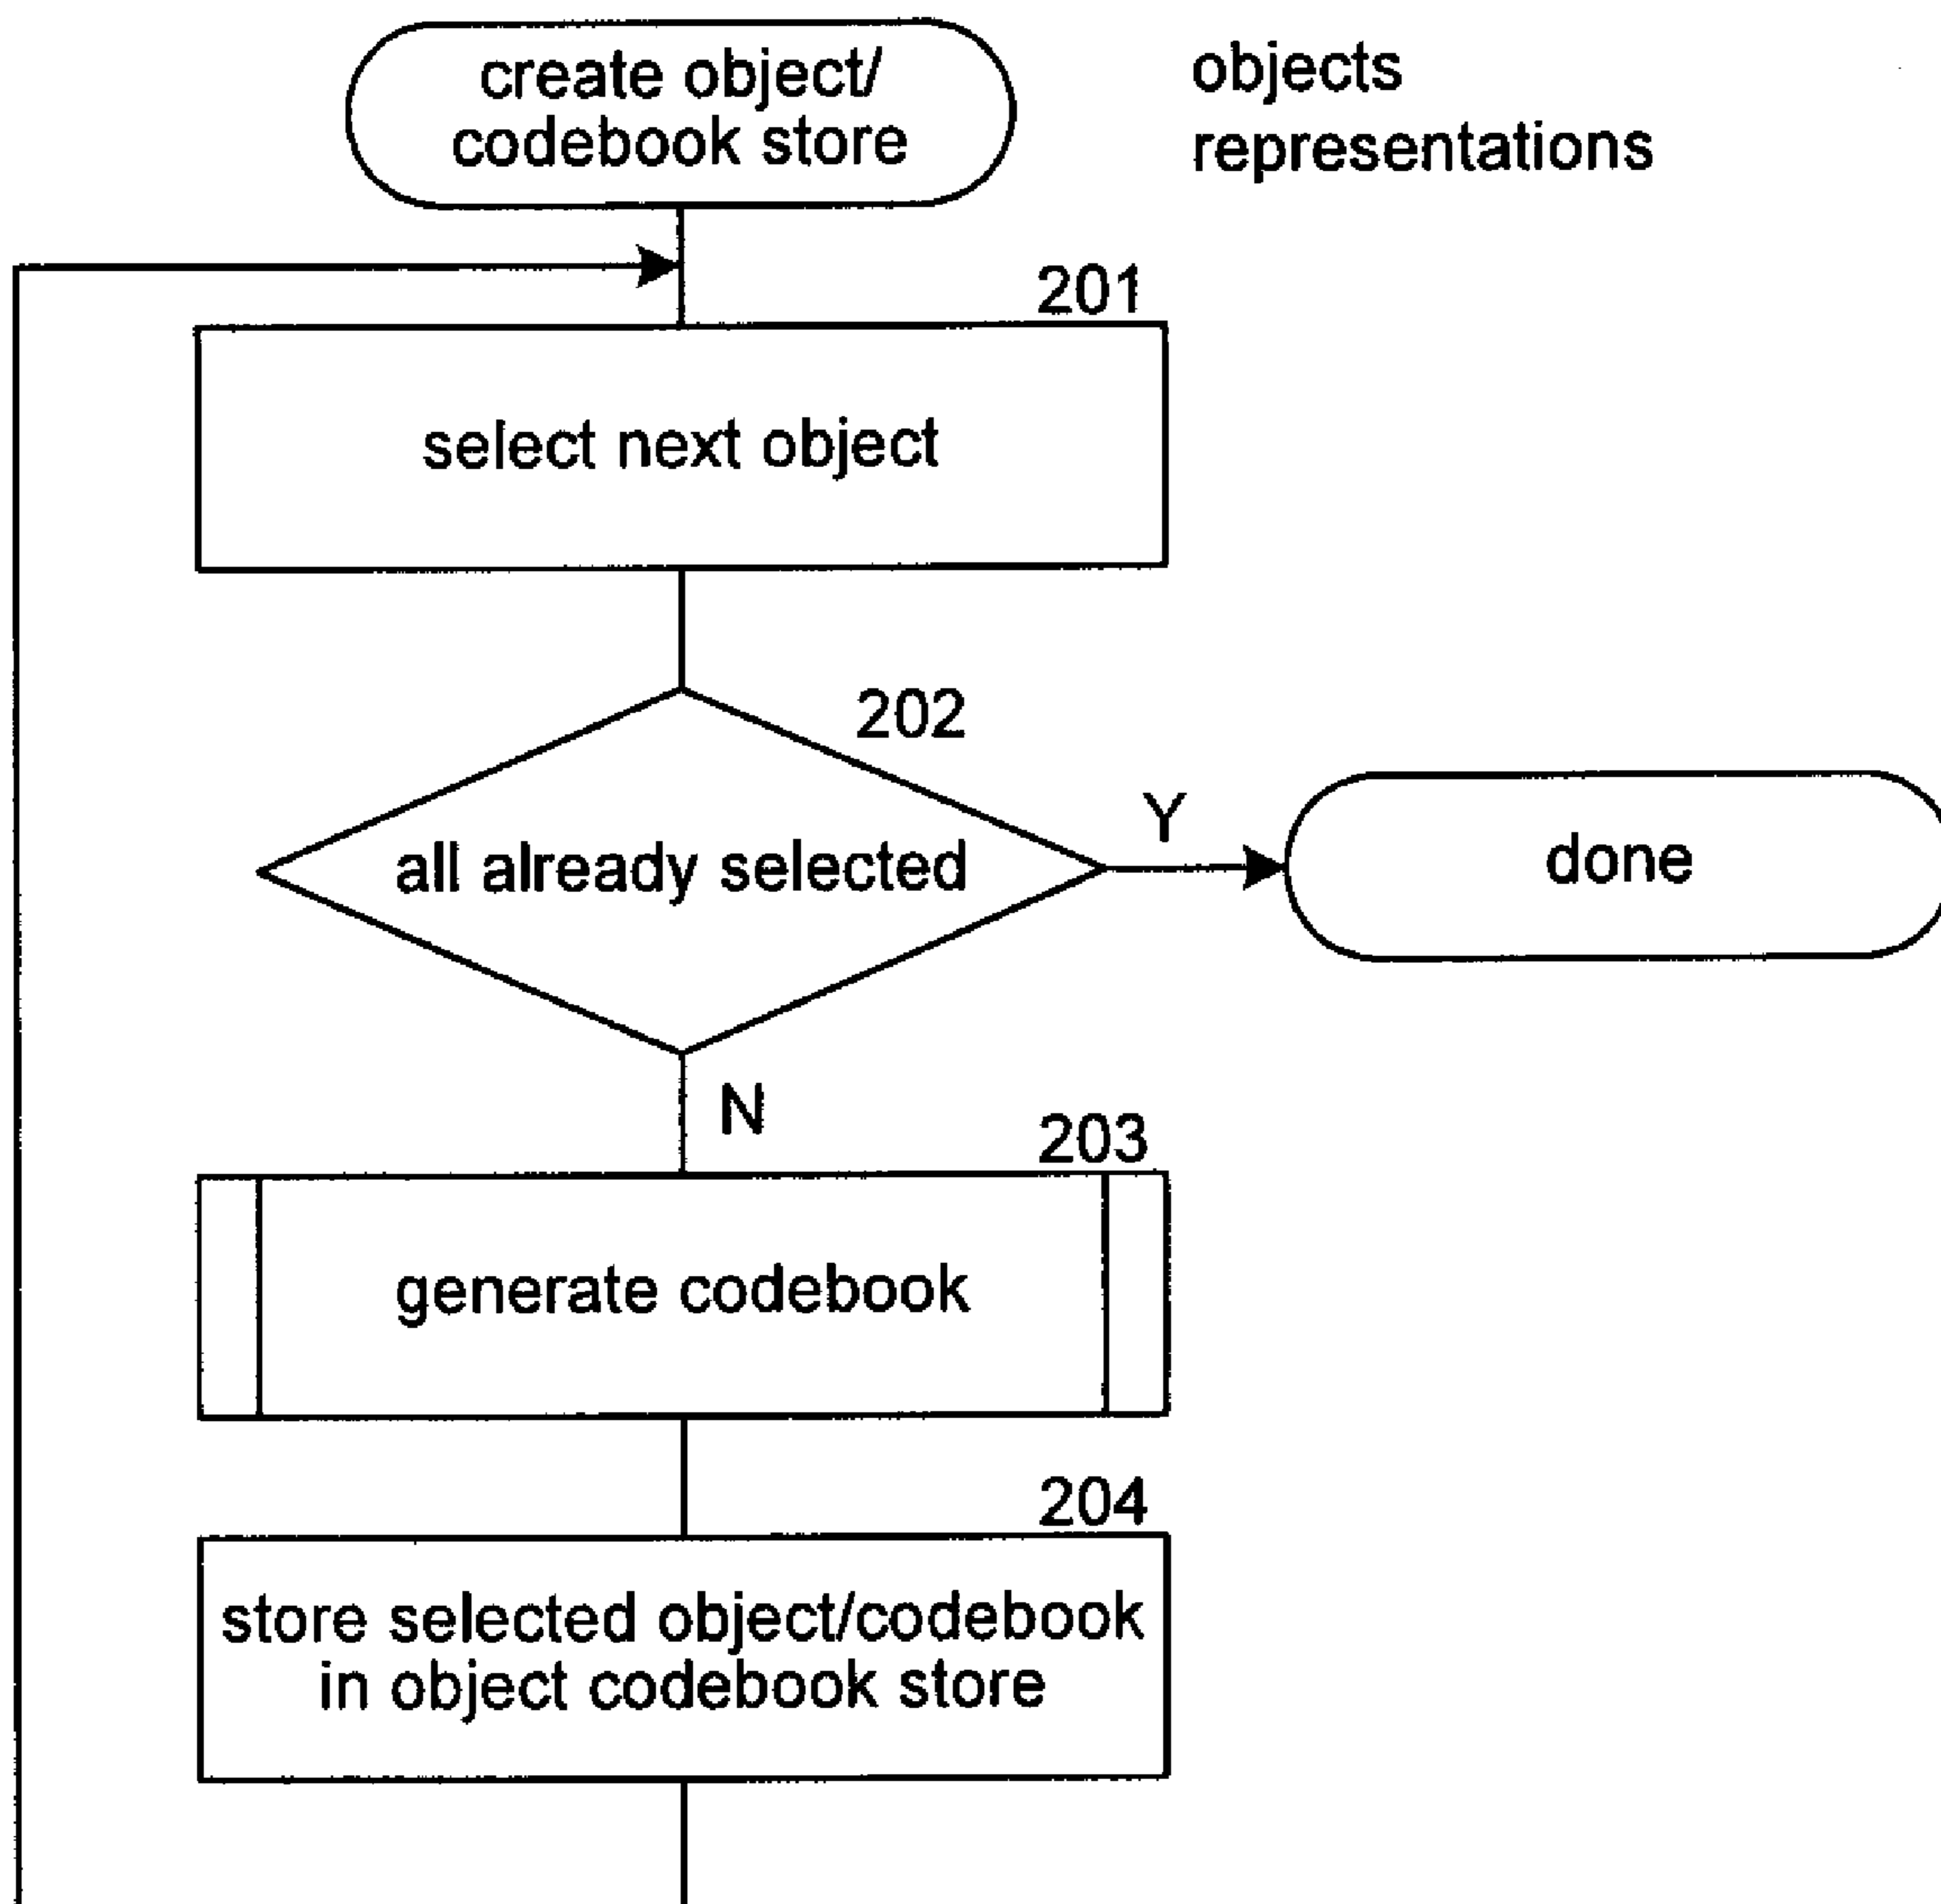 create object/
codebook store
objects
representations
201
select next object
202
all already selected
Y
done
N
203
generate codebook
204
store selected object/codebook
in object codebook store